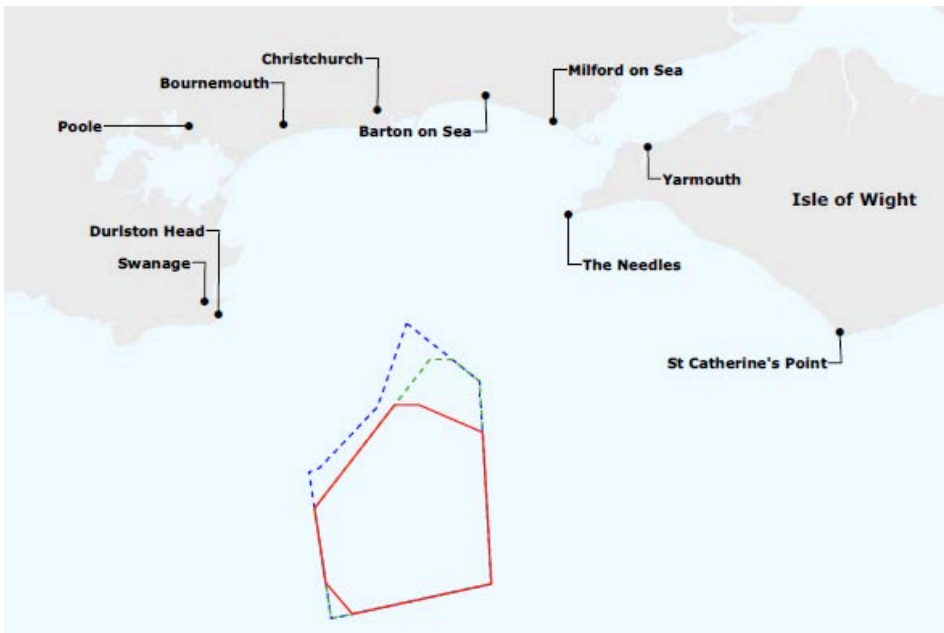 Christchurch
Milford on Sea
Bournemouth
Poole
Barton on Sea
Yarmouth
Isle of Wight
Durlston Head
Swanage
The Needles
St Catherine's Point